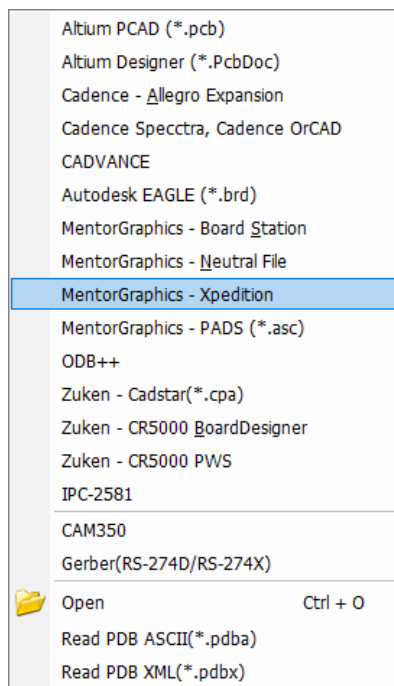 Altium PCAD (*.pcb)
Altium Designer (*.PcbDoc)
Cadence - Allegro Expansion
Cadence Specctra, Cadence OrCAD
CADVANCE
Autodesk EAGLE (*.brd)
MentorGraphics - Board Station
MentorGraphics - Neutral File
MentorGraphics - Xpedition
MentorGraphics - PADS (*.asc)
ODB++
Zuken - Cadstar(*.cpa)
Zuken - CR5000 BoardDesigner
Zuken - CR5000 PWS
IPC-2581
CAM350
Gerber(RS-274D/RS-274X)
Open Ctrl + O
Read PDB ASCII(*.pdba)
Read PDB XML(*.pdbx)